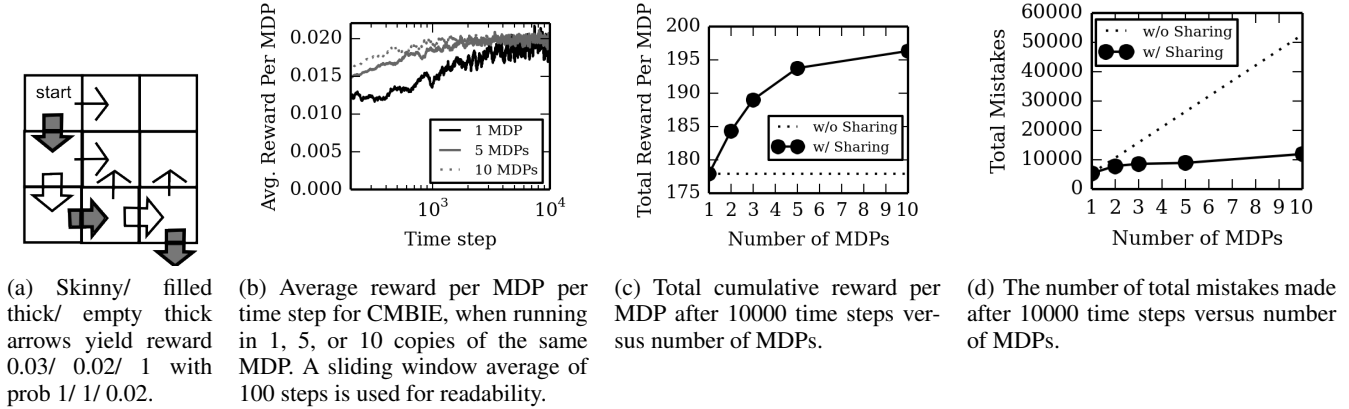 start
Avg. Reward Per MDP
0.020
0.015
0.010
0.005
0.000
1 MDP
5 MDPs
10 MDPs
10³
10⁴
Time step
Total Reward Per MDP
200
195
190
185
180
175
w/o Sharing
w/ Sharing
1 2 3 4 5 6 7 8 9 10
Number of MDPs
Total Mistakes
60000
50000
40000
30000
20000
10000
0
w/o Sharing
w/ Sharing
1 2 3 4 5 6 7 8 9 10
Number of MDPs
(a) Skinny/ filled
thick/ empty thick
arrows yield reward
0.03/ 0.02/ 1 with
prob 1/ 1/ 0.02.
(b) Average reward per MDP per
time step for CMBIE, when running
in 1, 5, or 10 copies of the same
MDP. A sliding window average of
100 steps is used for readability.
(c) Total cumulative reward per
MDP after 10000 time steps ver-
sus number of MDPs.
(d) The number of total mistakes made
after 10000 time steps versus number
of MDPs.